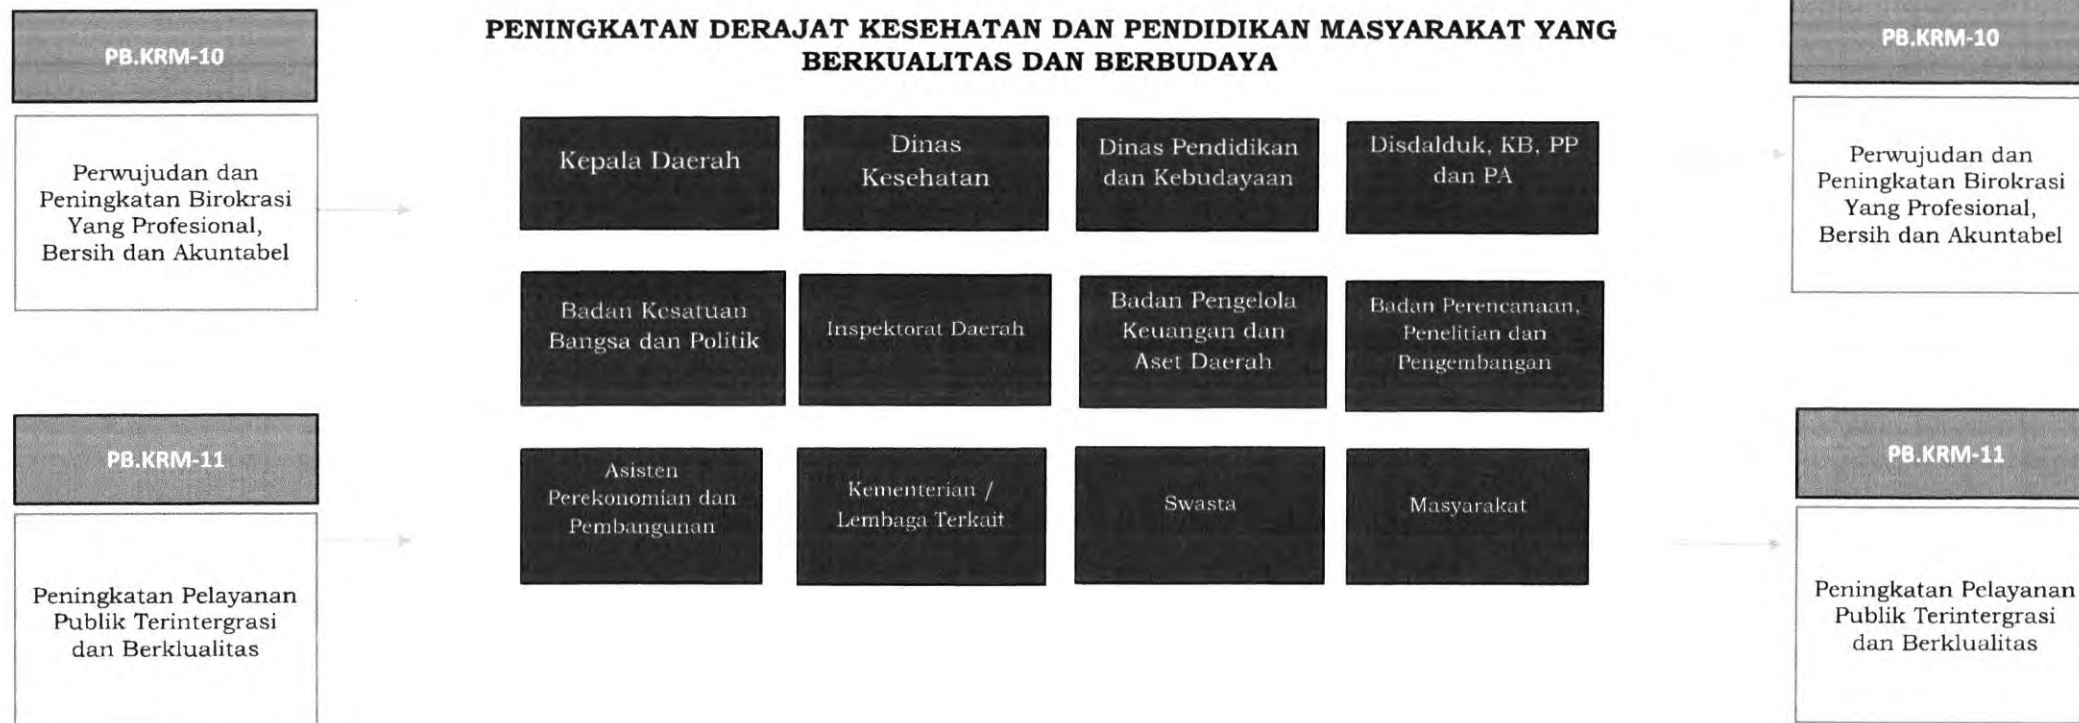 PENINGKATAN DERAJAT KESEHATAN DAN PENDIDIKAN MASYARAKAT YANG
BERKUALITAS DAN BERBUDAYA
PB.KRM-10
Perwujudan dan
Peningkatan Birokrasi
Yang Profesional,
Bersih dan Akuntabel
PB.KRM-11
Peningkatan Pelayanan
Publik Terintergrasi
dan Berklualitas
Kepala Daerah
Dinas
Kesehatan
Dinas Pendidikan
dan Kebudayaan
Disdalduk, KB, PP
dan PA
Badan Kesatuan
Bangsa dan Politik
Inspektorat Daerah
Badan Pengelola
Keuangan dan
Aset Daerah
Badan Perencanaan,
Penelitian dan
Pengembangan
Asisten
Perekonomian dan
Pembangunan
Kementerian /
Lembaga Terkait
Swasta
Masyarakat
PB.KRM-10
Perwujudan dan
Peningkatan Birokrasi
Yang Profesional,
Bersih dan Akuntabel
PB.KRM-11
Peningkatan Pelayanan
Publik Terintergrasi
dan Berklualitas